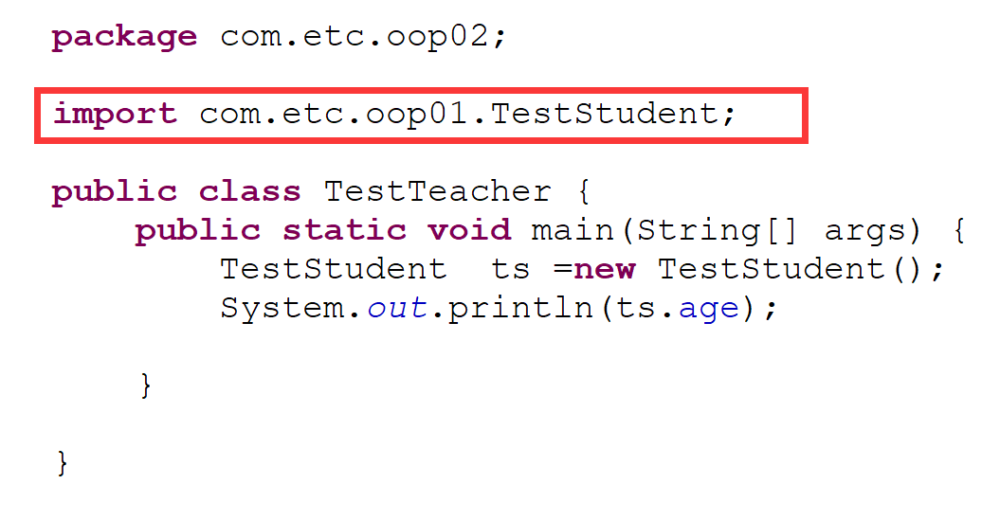 package com.etc.oop02;
import com.etc.oop01.TestStudent;
public class TestTeacher {
public static void main(String[] args) {
TestStudent  ts =new TestStudent();
System.out.println(ts.age);
}
}